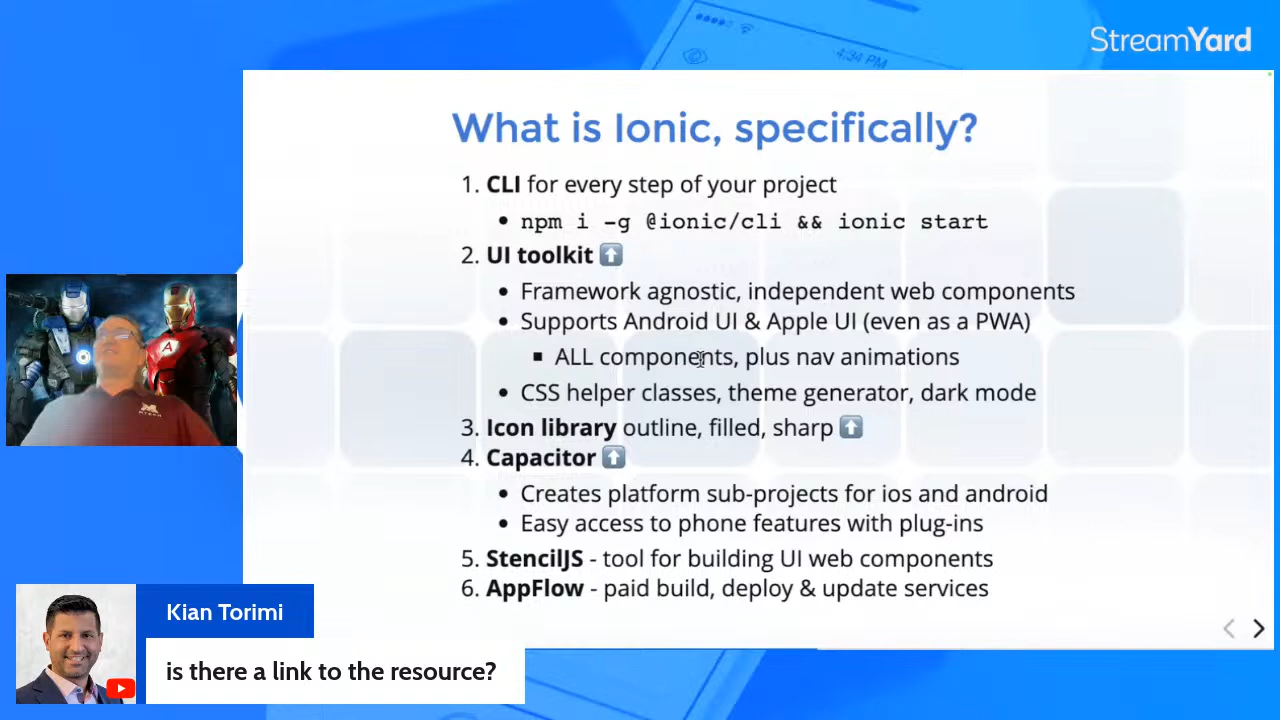 StreamYard
4:34 PM
What is Ionic, specifically?
1. CLI for every step of your project
• npm i -g @ionic/cli && ionic start
2. UI toolkit ⬆️
• Framework agnostic, independent web components
• Supports Android UI & Apple UI (even as a PWA)
▪ ALL components, plus nav animations
• CSS helper classes, theme generator, dark mode
3. Icon library outline, filled, sharp ⬆️
4. Capacitor ⬆️
• Creates platform sub-projects for ios and android
• Easy access to phone features with plug-ins
5. StencilJS - tool for building UI web components
6. AppFlow - paid build, deploy & update services
Kian Torimi
is there a link to the resource?